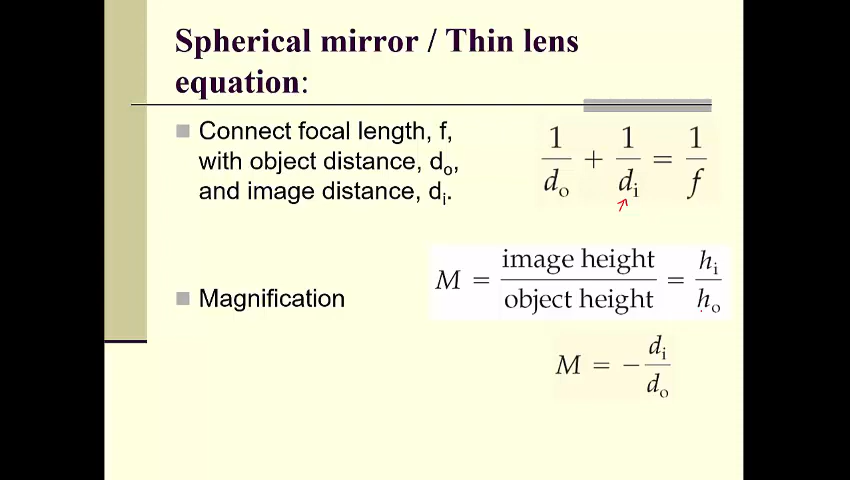 Spherical mirror / Thin lens
equation:
Connect focal length, f,
with object distance, dₒ,
and image distance, dᵢ.
1/dₒ + 1/dᵢ = 1/f
Magnification
M = image height / object height = hᵢ/hₒ
M = − dᵢ/dₒ